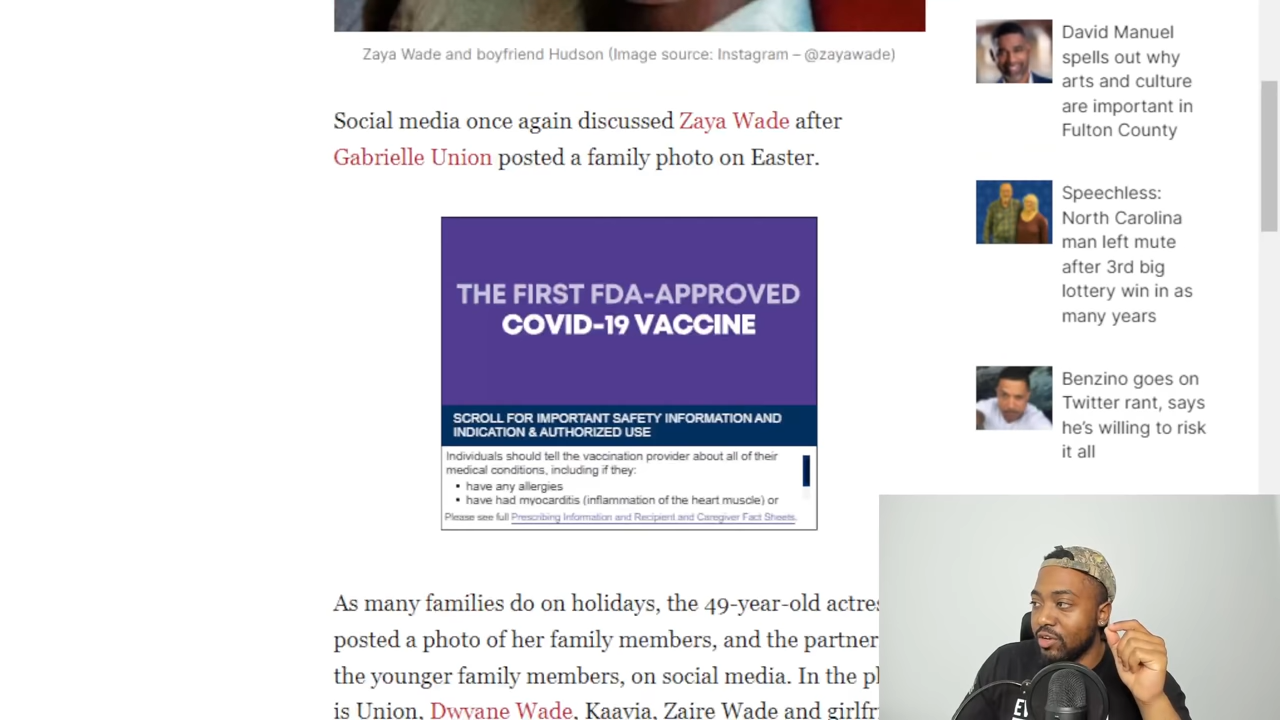 Zaya Wade and boyfriend Hudson (Image source: Instagram – @zayawade)
Social media once again discussed Zaya Wade after
Gabrielle Union posted a family photo on Easter.
THE FIRST FDA-APPROVED
COVID-19 VACCINE
SCROLL FOR IMPORTANT SAFETY INFORMATION AND
INDICATION & AUTHORIZED USE
Individuals should tell the vaccination provider about all of their
medical conditions, including if they:
• have any allergies
• have had myocarditis (inflammation of the heart muscle) or
Please see full Prescribing Information and Recipient and Caregiver Fact Sheets.
As many families do on holidays, the 49-year-old actres
posted a photo of her family members, and the partner
the younger family members, on social media. In the pl
is Union, Dwyane Wade, Kaavia, Zaire Wade and girlfr
David Manuel
spells out why
arts and culture
are important in
Fulton County
Speechless:
North Carolina
man left mute
after 3rd big
lottery win in as
many years
Benzino goes on
Twitter rant, says
he’s willing to risk
it all